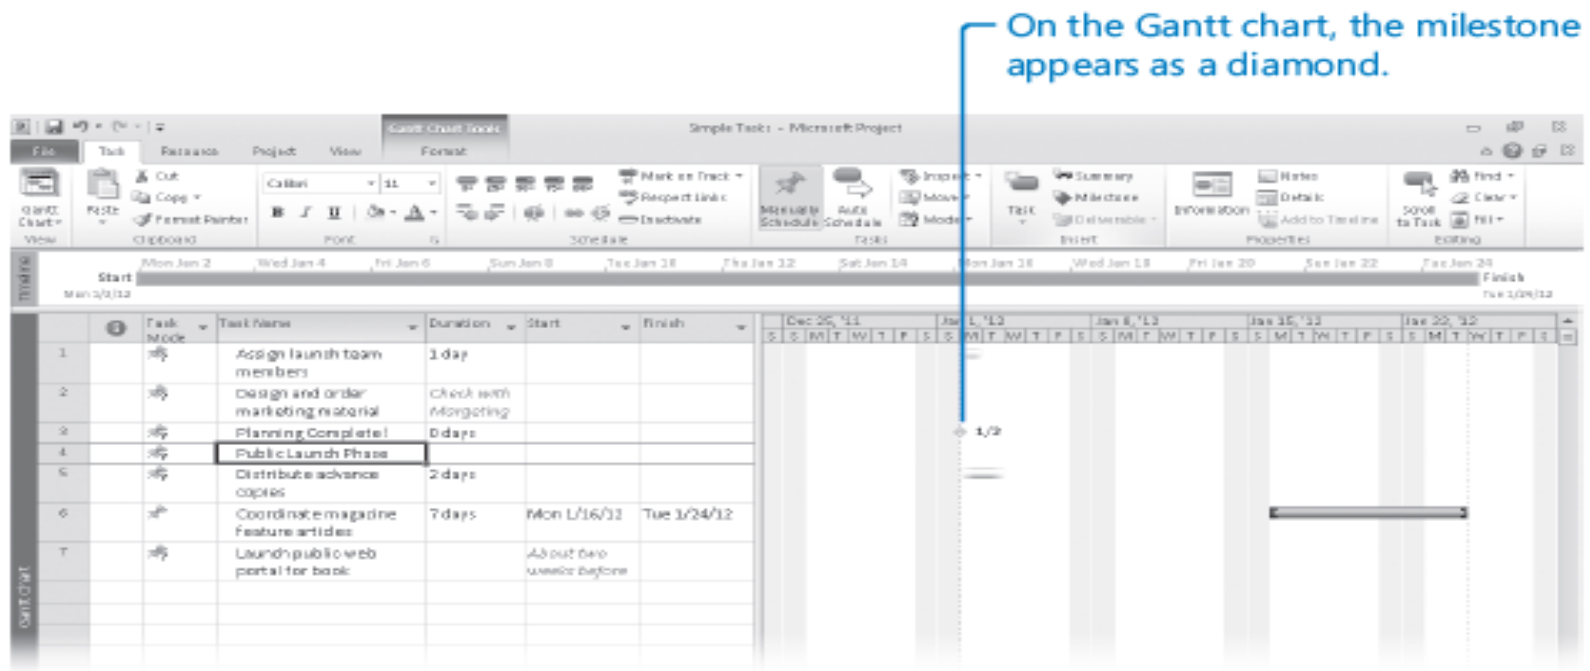 On the Gantt chart, the milestone
appears as a diamond.
Gantt Chart Tools
Simple Tasks - Microsoft Project
File Task Resource Project View Format
Cut
Copy
Format Painter
Paste
Gantt
Chart
Calibri 11
B I U
Mark on Track
Respect Links
Inactivate
Manually
Schedule
Auto
Schedule
Inspect
Move
Mode
Task
Summary
Milestone
Deliverable
Information
Notes
Details
Add to Timeline
Scroll
to Task
Find
Clear
Fill
View Clipboard Font Schedule Tasks Insert Properties Editing
Timeline
Mon Jan 2 Wed Jan 4 Fri Jan 6 Sun Jan 8 Tue Jan 10 Thu Jan 12 Sat Jan 14 Mon Jan 16 Wed Jan 18 Fri Jan 20 Sun Jan 22 Tue Jan 24
Start
Mon 1/2/12
Finish
Tue 1/24/12
Task
Mode
Task Name Duration Start Finish
Dec 25, '11 Jan 1, '12 Jan 8, '12 Jan 15, '12 Jan 22, '12
S S M T W T F S S M T W T F S S M T W T F S S M T W T F S S M T W T F S
1 Assign launch team 1 day
members
2 Design and order Check with
marketing material Margeting
3 Planning Complete! 0 days 1/2
4 Public Launch Phase
5 Distribute advance 2 days
copies
6 Coordinate magazine 7 days Mon 1/16/12 Tue 1/24/12
feature articles
7 Launch public web About two
portal for book weeks before
Gantt Chart